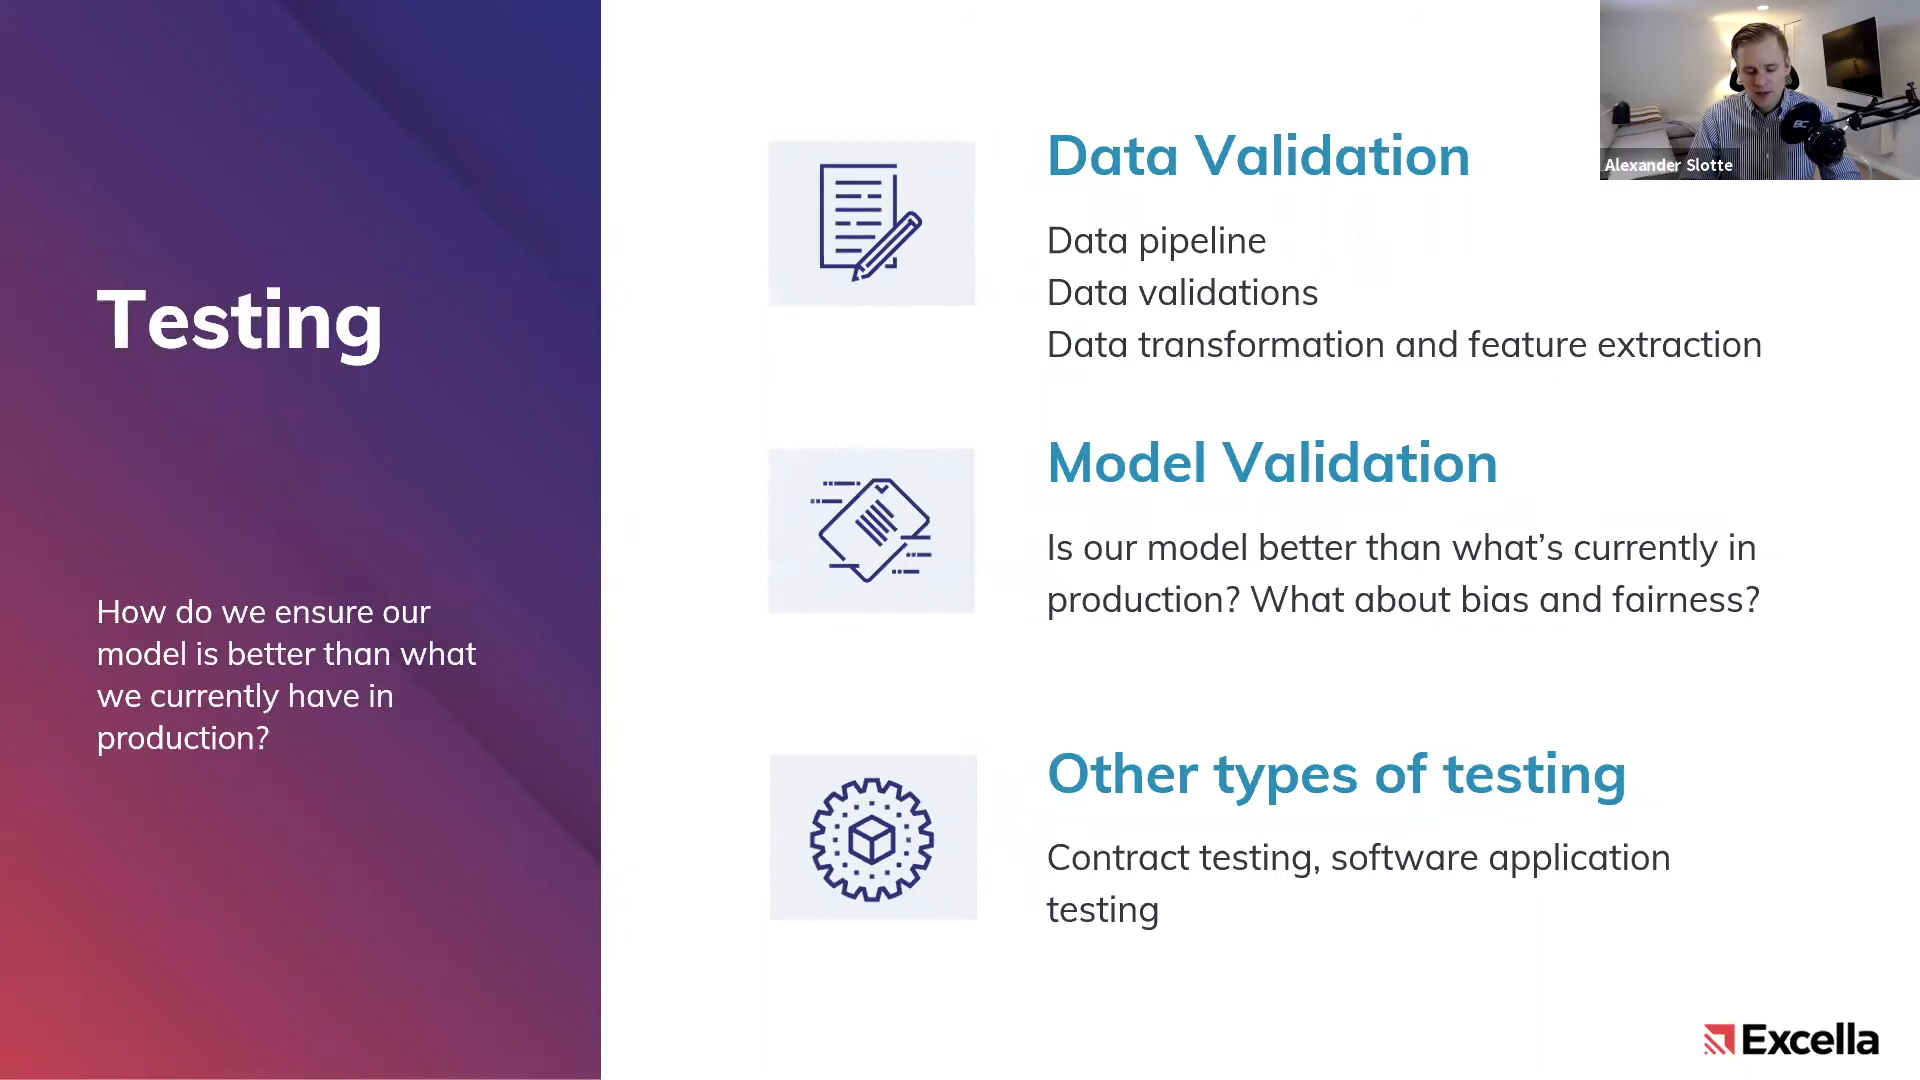 Testing
How do we ensure our
model is better than what
we currently have in
production?
Data Validation
Data pipeline
Data validations
Data transformation and feature extraction
Model Validation
Is our model better than what’s currently in
production? What about bias and fairness?
Other types of testing
Contract testing, software application
testing
Alexander Slotte
BC
Excella